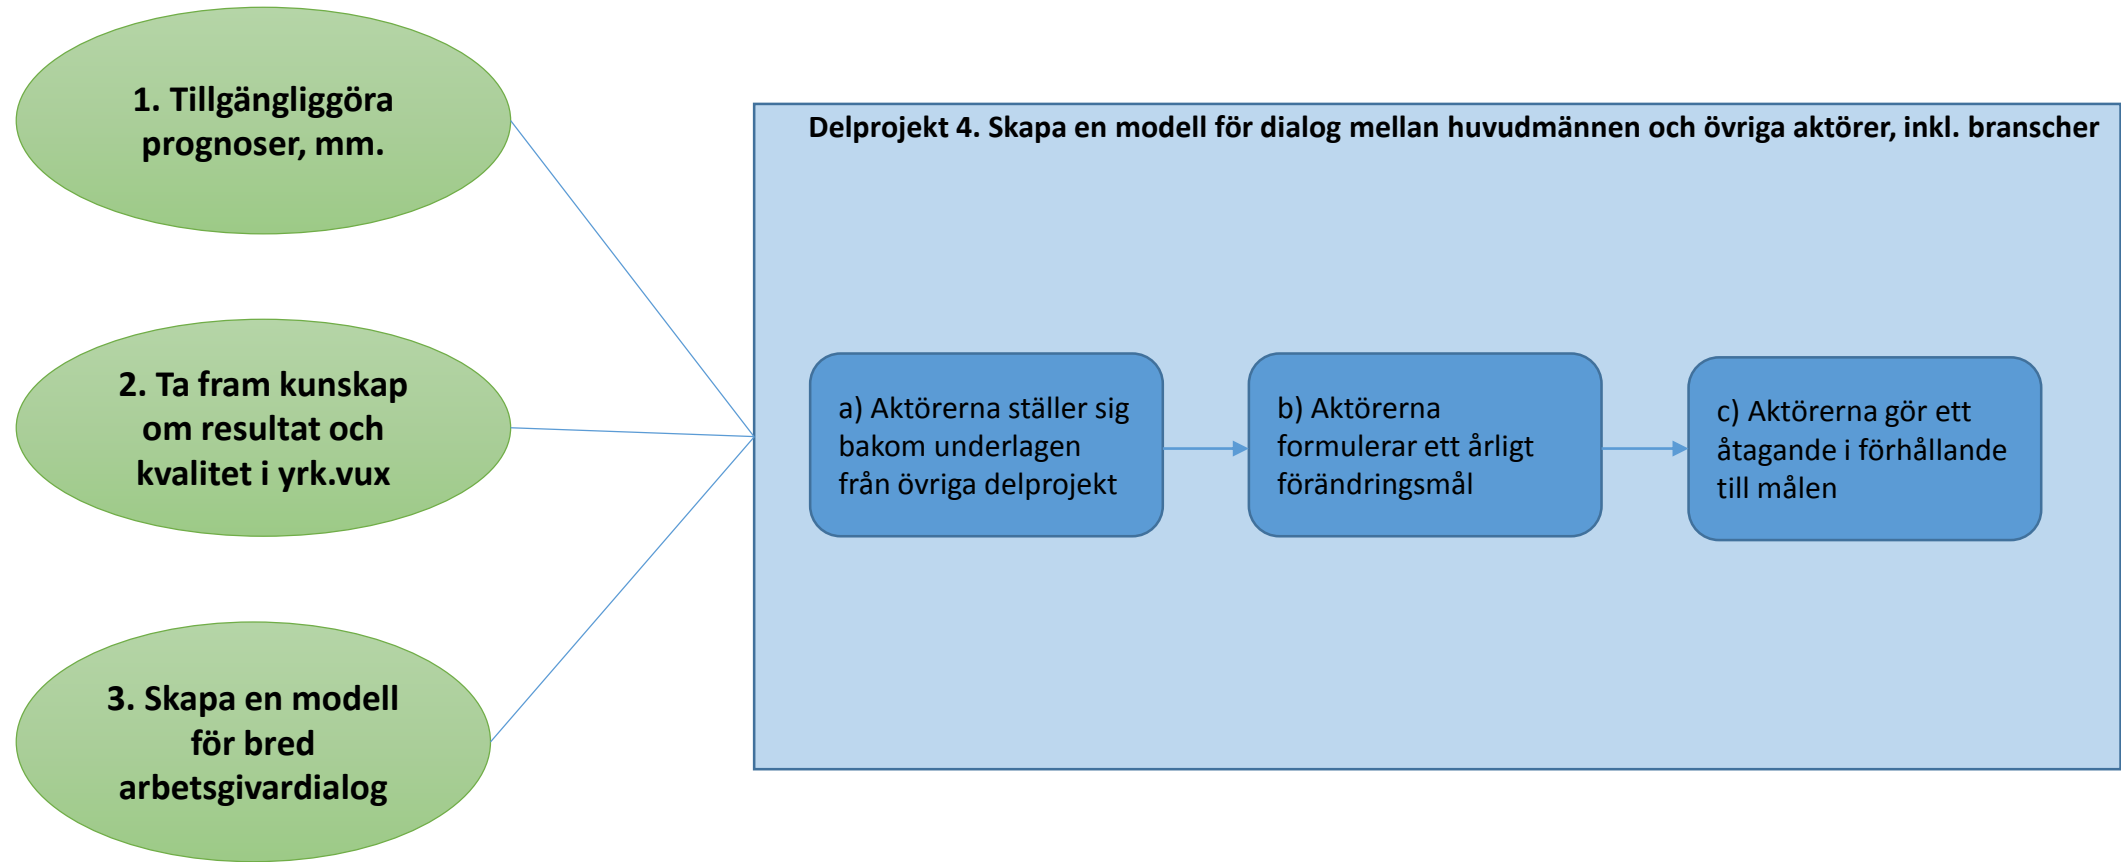 1. Tillgängliggöra
prognoser, mm.
2. Ta fram kunskap
om resultat och
kvalitet i yrk.vux
3. Skapa en modell
för bred
arbetsgivardialog
Delprojekt 4. Skapa en modell för dialog mellan huvudmännen och övriga aktörer, inkl. branscher
a) Aktörerna ställer sig
bakom underlagen
från övriga delprojekt
b) Aktörerna
formulerar ett årligt
förändringsmål
c) Aktörerna gör ett
åtagande i förhållande
till målen